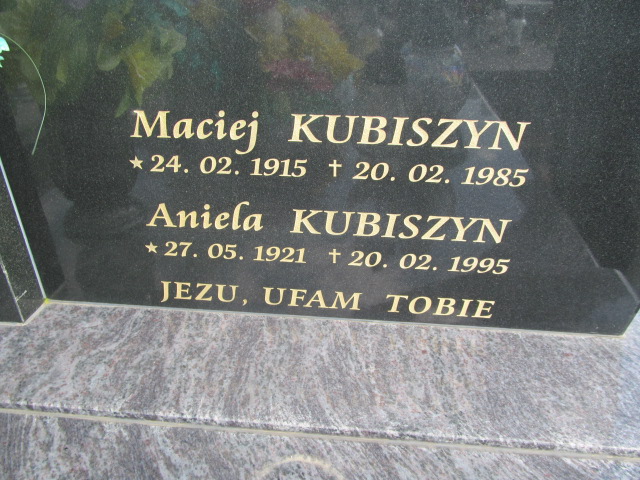 Maciej KUBISZYN
* 24. 02. 1915 † 20. 02. 1985
Aniela KUBISZYN
* 27. 05. 1921 † 20. 02. 1995
JEZU, UFAM TOBIE